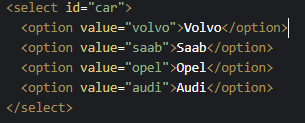 <select id="car">
  <option value="volvo">Volvo</option>
  <option value="saab">Saab</option>
  <option value="opel">Opel</option>
  <option value="audi">Audi</option>
</select>